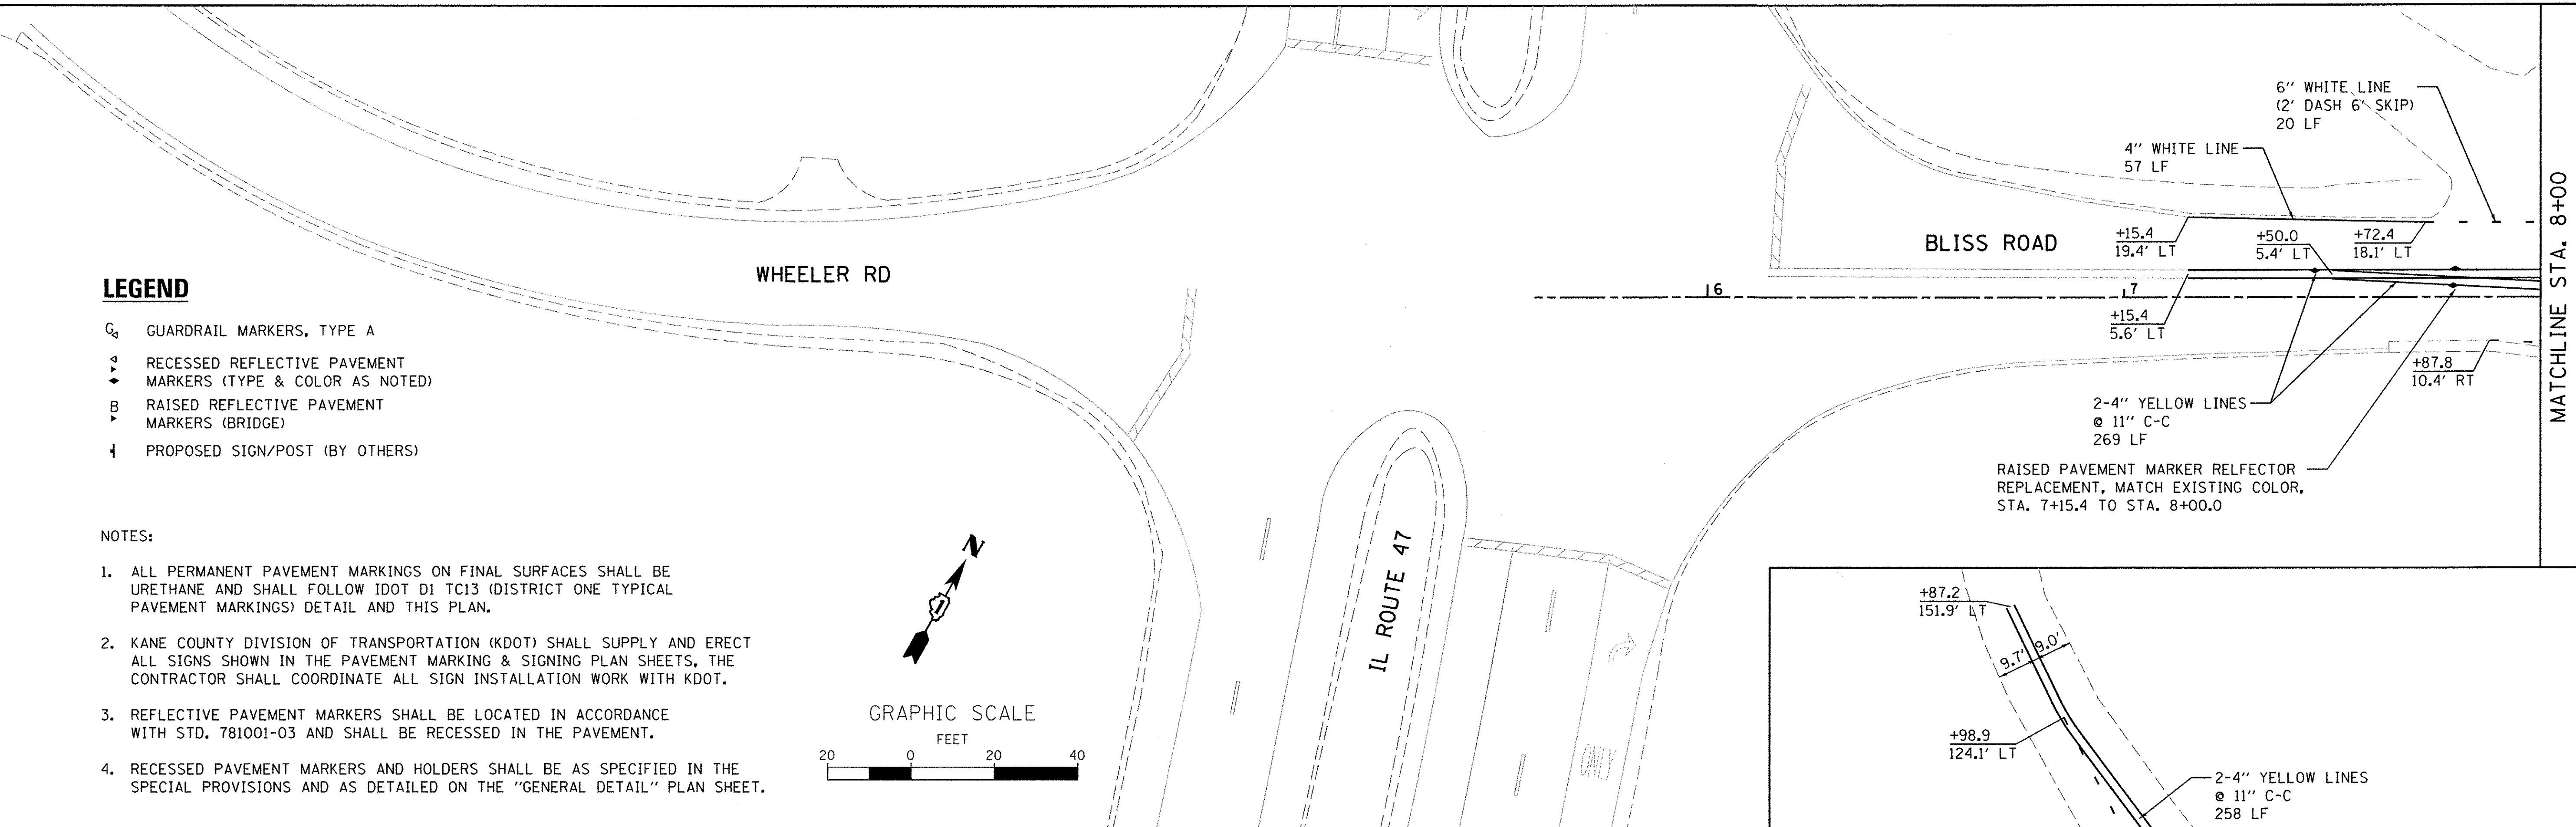 6" WHITE LINE
(2' DASH 6' SKIP)
20 LF
4" WHITE LINE
57 LF
MATCHLINE STA. 8+00
BLISS ROAD
+15.4
19.4' LT
+50.0
5.4' LT
+72.4
18.1' LT
WHEELER RD
6
7
+15.4
5.6' LT
+87.8
10.4' RT
2-4" YELLOW LINES
@ 11" C-C
269 LF
RAISED PAVEMENT MARKER RELFECTOR
REPLACEMENT, MATCH EXISTING COLOR,
STA. 7+15.4 TO STA. 8+00.0
LEGEND
G GUARDRAIL MARKERS, TYPE A
RECESSED REFLECTIVE PAVEMENT
MARKERS (TYPE & COLOR AS NOTED)
B RAISED REFLECTIVE PAVEMENT
MARKERS (BRIDGE)
PROPOSED SIGN/POST (BY OTHERS)
NOTES:
1. ALL PERMANENT PAVEMENT MARKINGS ON FINAL SURFACES SHALL BE
URETHANE AND SHALL FOLLOW IDOT D1 TC13 (DISTRICT ONE TYPICAL
PAVEMENT MARKINGS) DETAIL AND THIS PLAN.
2. KANE COUNTY DIVISION OF TRANSPORTATION (KDOT) SHALL SUPPLY AND ERECT
ALL SIGNS SHOWN IN THE PAVEMENT MARKING & SIGNING PLAN SHEETS, THE
CONTRACTOR SHALL COORDINATE ALL SIGN INSTALLATION WORK WITH KDOT.
3. REFLECTIVE PAVEMENT MARKERS SHALL BE LOCATED IN ACCORDANCE
WITH STD. 781001-03 AND SHALL BE RECESSED IN THE PAVEMENT.
4. RECESSED PAVEMENT MARKERS AND HOLDERS SHALL BE AS SPECIFIED IN THE
SPECIAL PROVISIONS AND AS DETAILED ON THE "GENERAL DETAIL" PLAN SHEET.
N
GRAPHIC SCALE
FEET
20 0 20 40
IL ROUTE 47
ONLY
+87.2
151.9' LT
9.7' 9.0'
+98.9
124.1' LT
2-4" YELLOW LINES
@ 11" C-C
258 LF